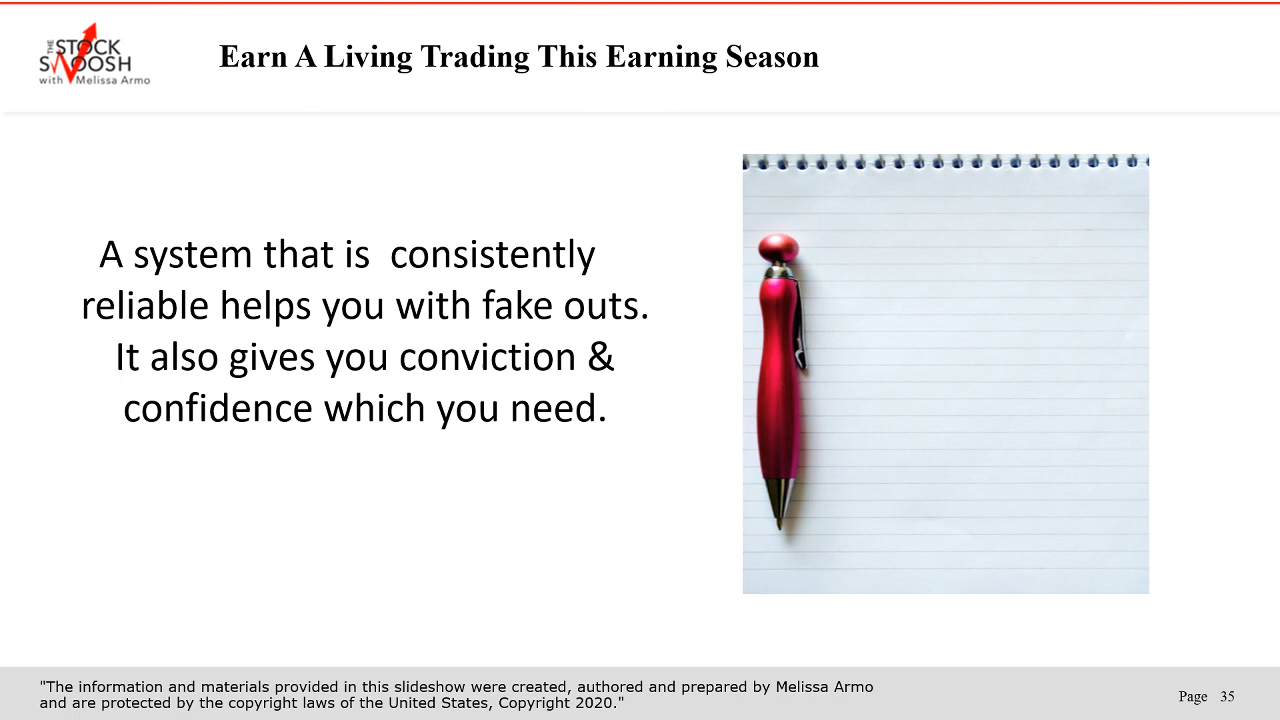 THE STOCK
SWOOSH
with Melissa Armo
Earn A Living Trading This Earning Season
A system that is  consistently
reliable helps you with fake outs.
It also gives you conviction &
confidence which you need.
"The information and materials provided in this slideshow were created, authored and prepared by Melissa Armo
and are protected by the copyright laws of the United States, Copyright 2020."
Page 35